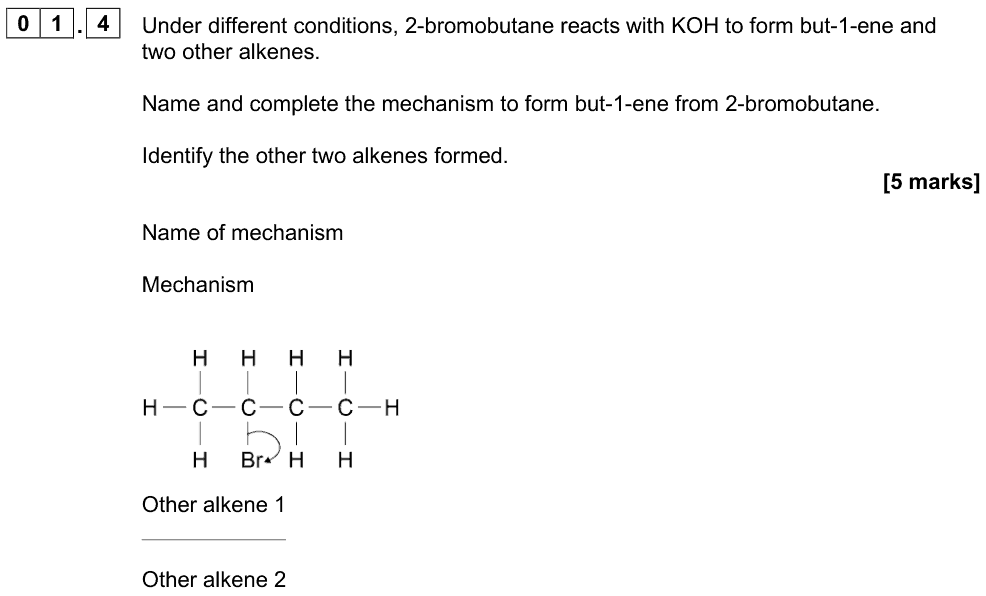 01.4 Under different conditions, 2-bromobutane reacts with KOH to form but-1-ene and
two other alkenes.
Name and complete the mechanism to form but-1-ene from 2-bromobutane.
Identify the other two alkenes formed.
[5 marks]
Name of mechanism
Mechanism
H H H H
H C C C C H
H Br H H
Other alkene 1
Other alkene 2